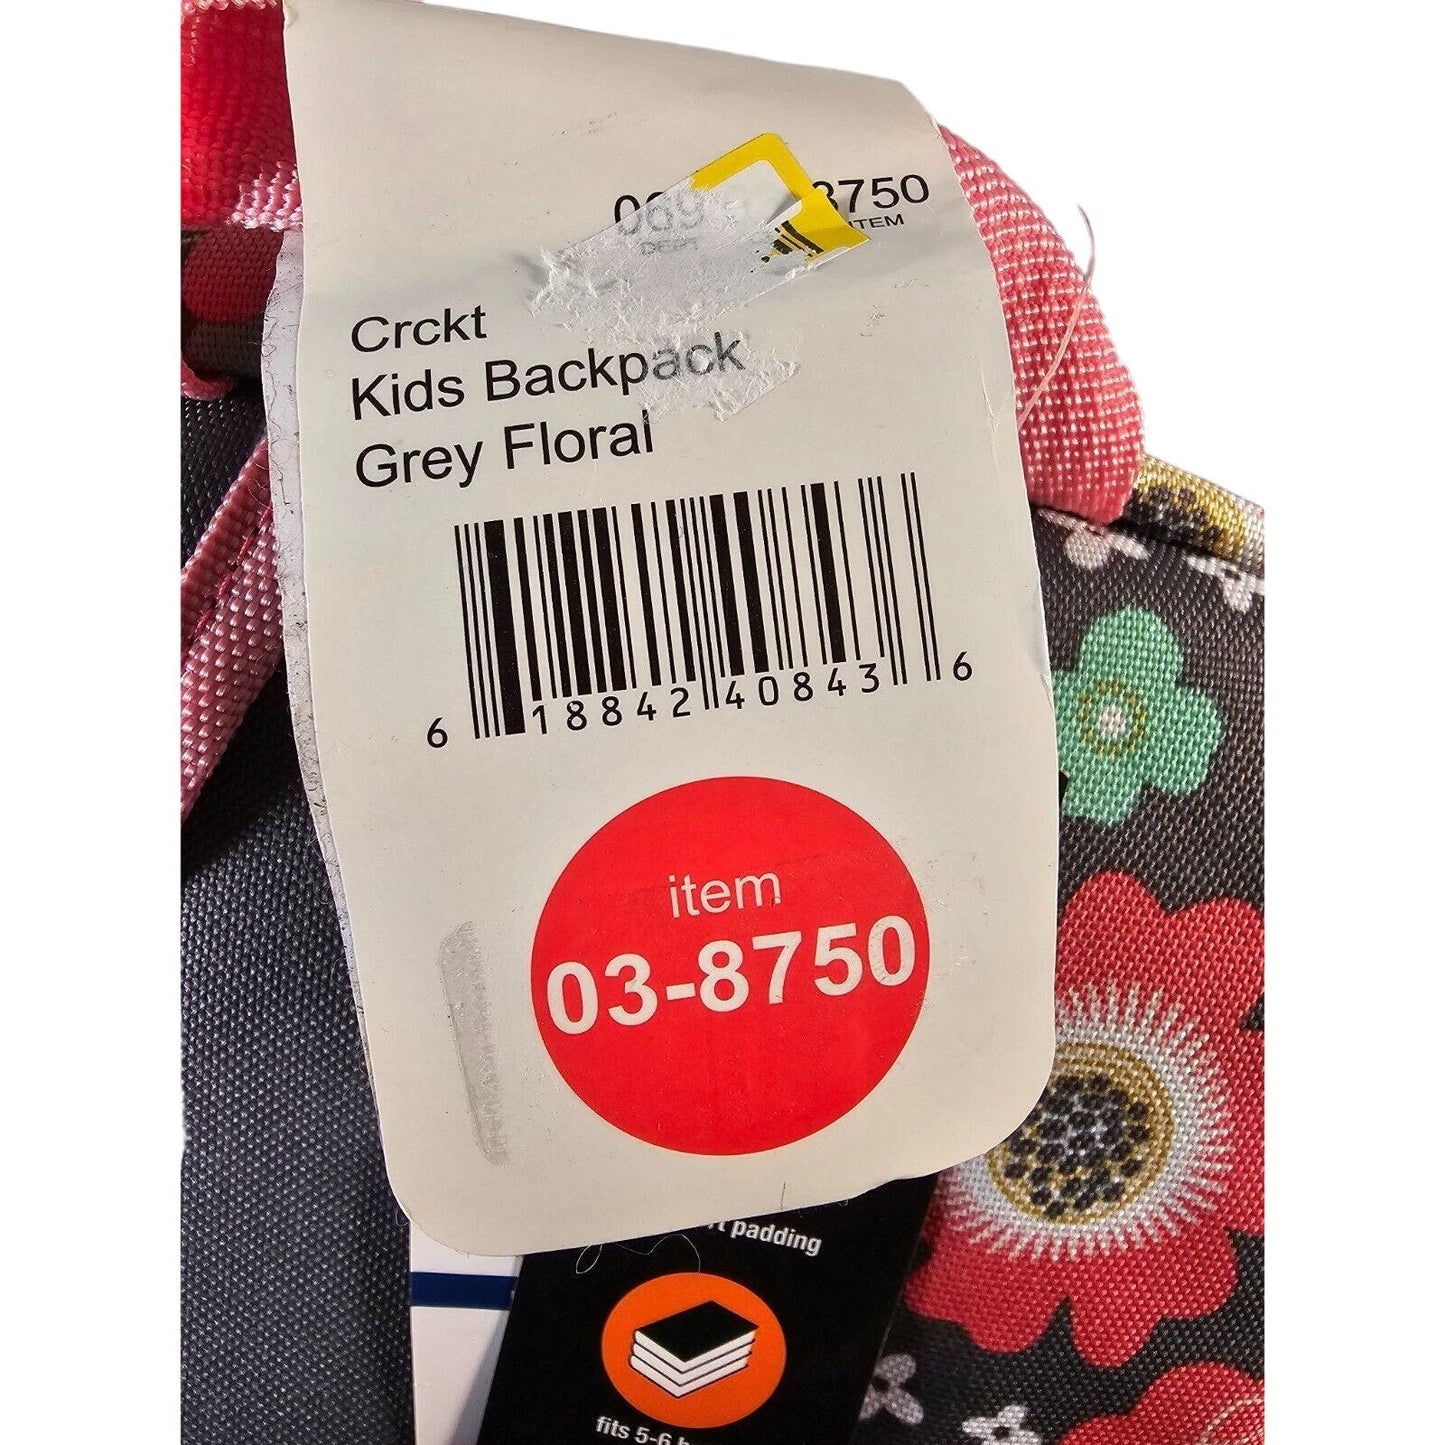 069 8750
DEPT ITEM
Crckt
Kids Backpack
Grey Floral
6 18842 40843 6
item
03-8750
padding
fits 5-6